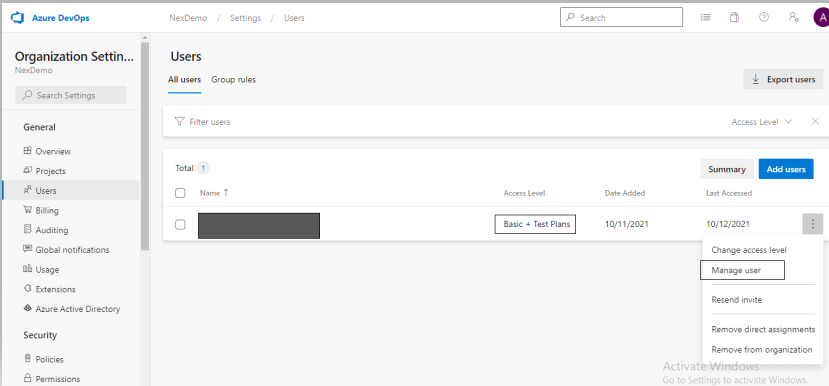 Azure DevOps
NexDemo / Settings / Users
Search
A
Organization Settin...
NexDemo
Search Settings
General
Overview
Projects
Users
Billing
Auditing
Global notifications
Usage
Extensions
Azure Active Directory
Security
Policies
Permissions
Users
All users Group rules
Export users
Filter users
Access Level
Total 1
Summary Add users
Name ↑ Access Level Date Added Last Accessed
Basic + Test Plans 10/11/2021 10/12/2021
Change access level
Manage user
Resend invite
Remove direct assignments
Remove from organization
Activate Windows
Go to Settings to activate Windows.